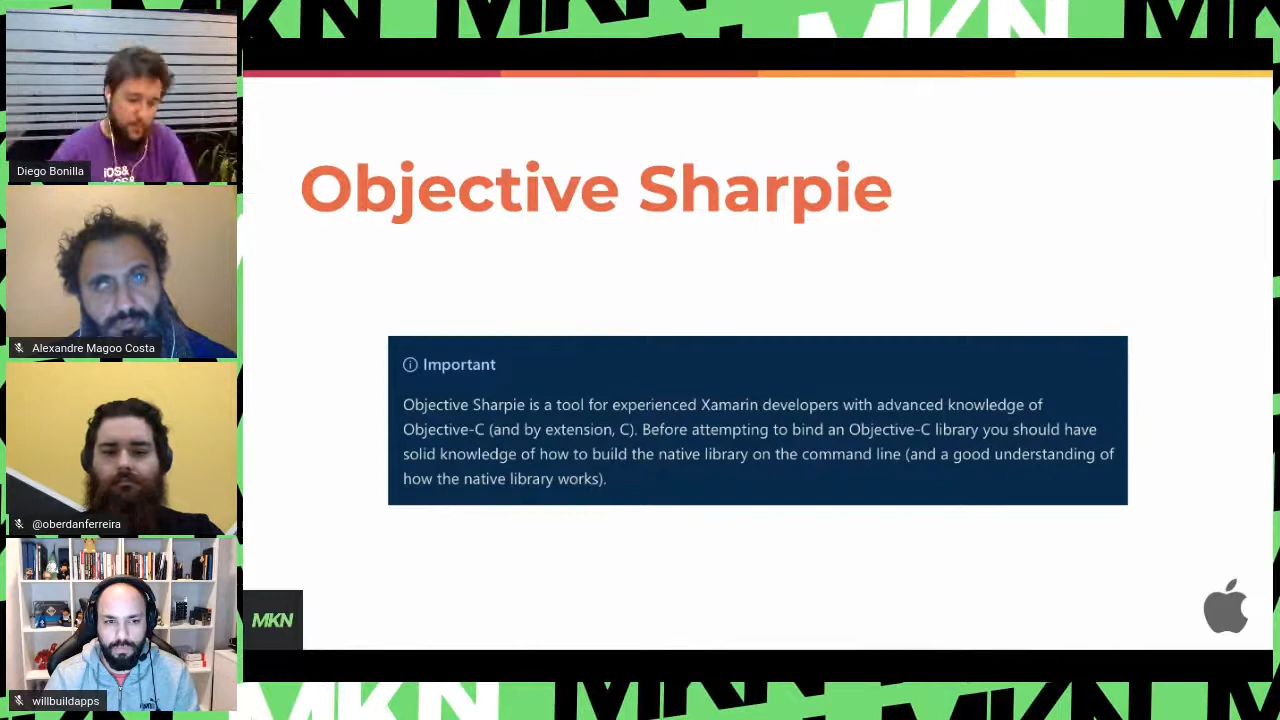 MKN
Diego Bonilla
iOS&
Alexandre Magoo Costa
@oberdanferreira
willbuildapps
Objective Sharpie
Important
Objective Sharpie is a tool for experienced Xamarin developers with advanced knowledge of
Objective-C (and by extension, C). Before attempting to bind an Objective-C library you should have
solid knowledge of how to build the native library on the command line (and a good understanding of
how the native library works).
MKN
MKN